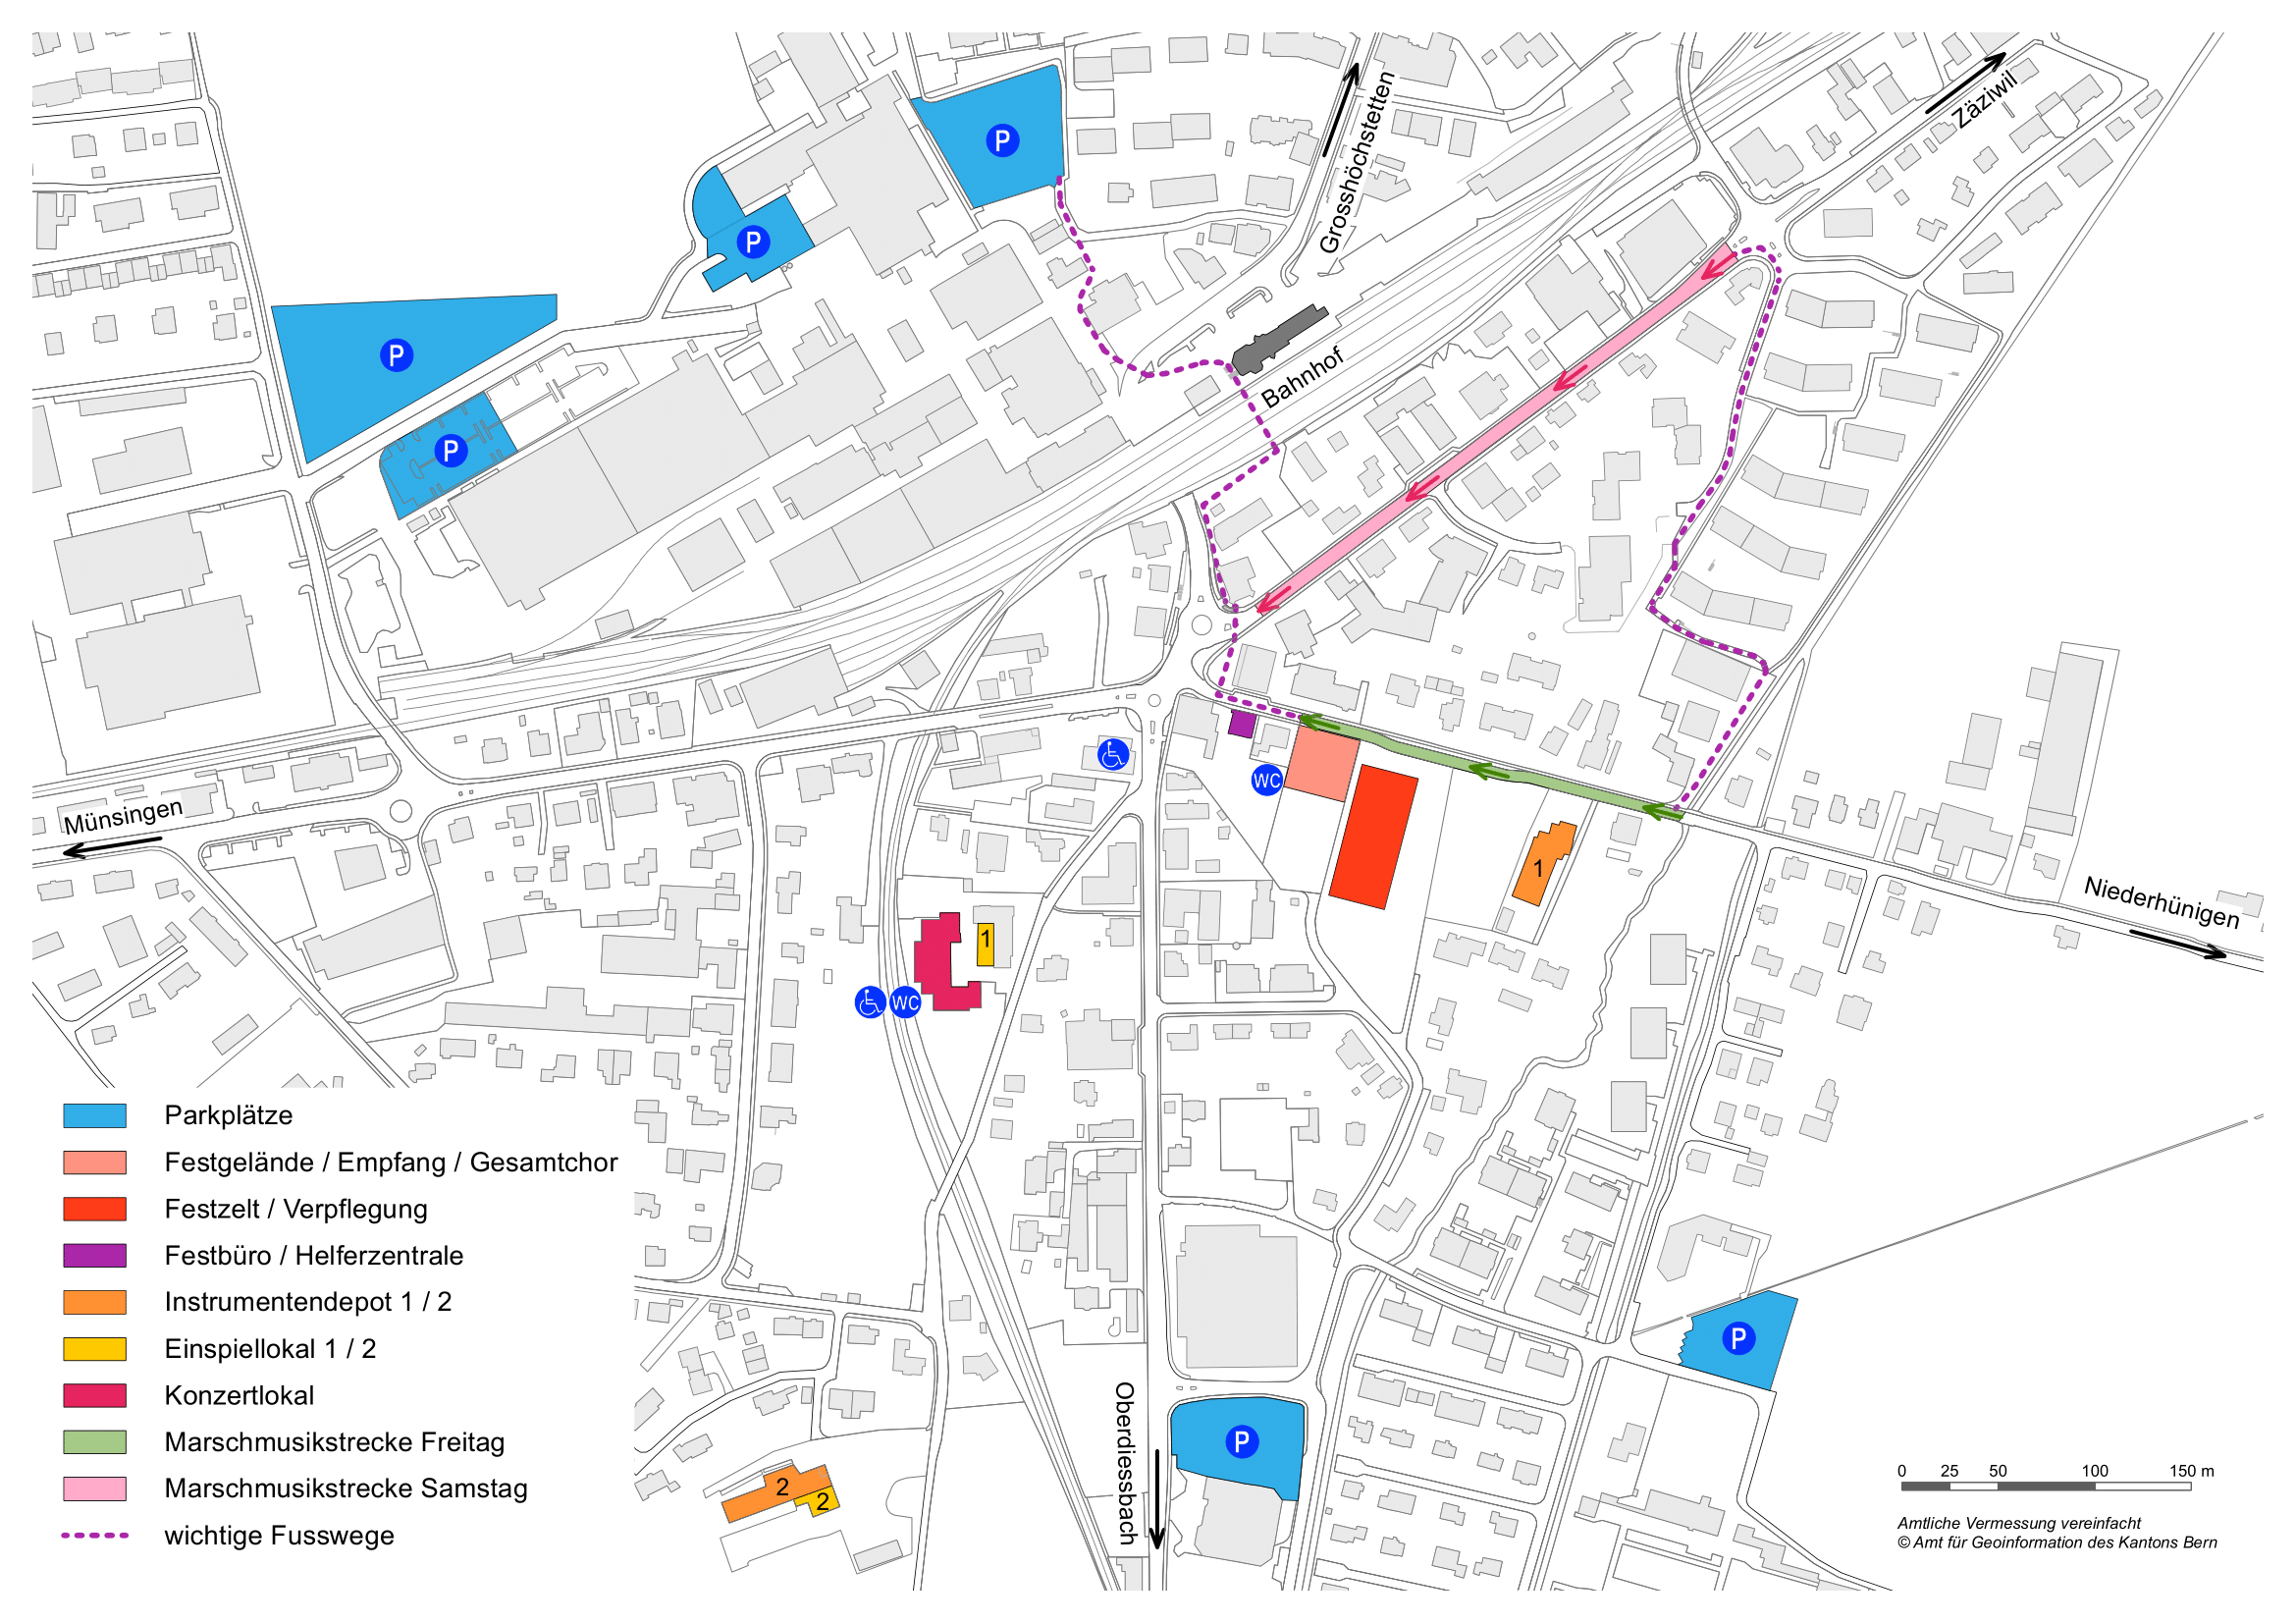 P
Grosshöchstetten
Zäziwil
P
P
Bahnhof
P
Münsingen
WC
1
Niederhünigen
1
WC
Parkplätze
Festgelände / Empfang / Gesamtchor
Festzelt / Verpflegung
Festbüro / Helferzentrale
Instrumentendepot 1 / 2
Einspiellokal 1 / 2
Konzertlokal
Marschmusikstrecke Freitag
Marschmusikstrecke Samstag
wichtige Fusswege
P
Oberdiessbach
P
2
2
0 25 50 100 150 m
Amtliche Vermessung vereinfacht
© Amt für Geoinformation des Kantons Bern